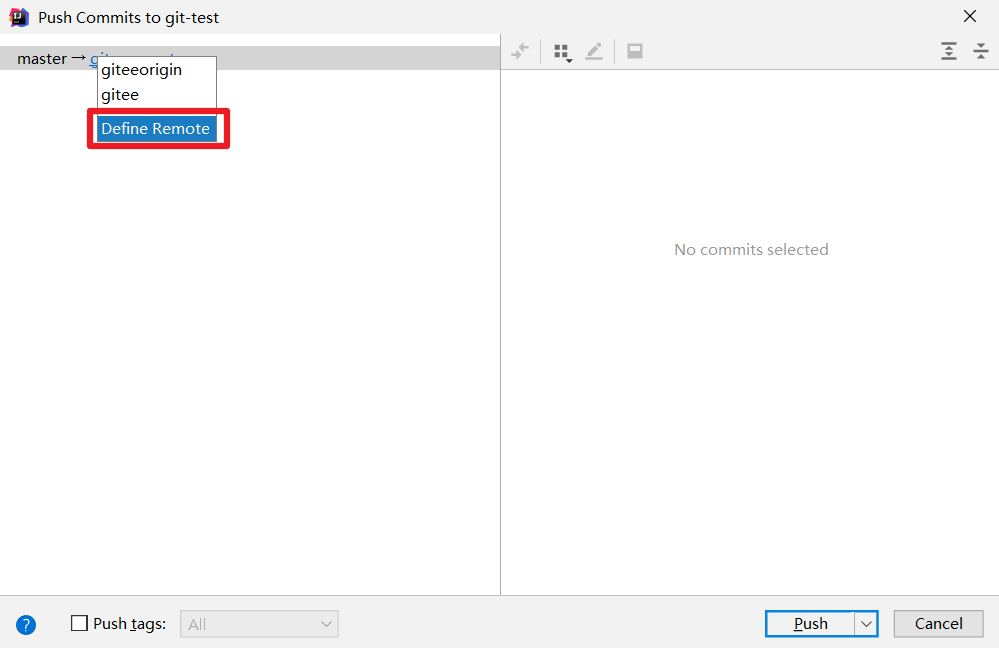 Push Commits to git-test
master →
giteeorigin
gitee
Define Remote
No commits selected
? Push tags: All Push Cancel